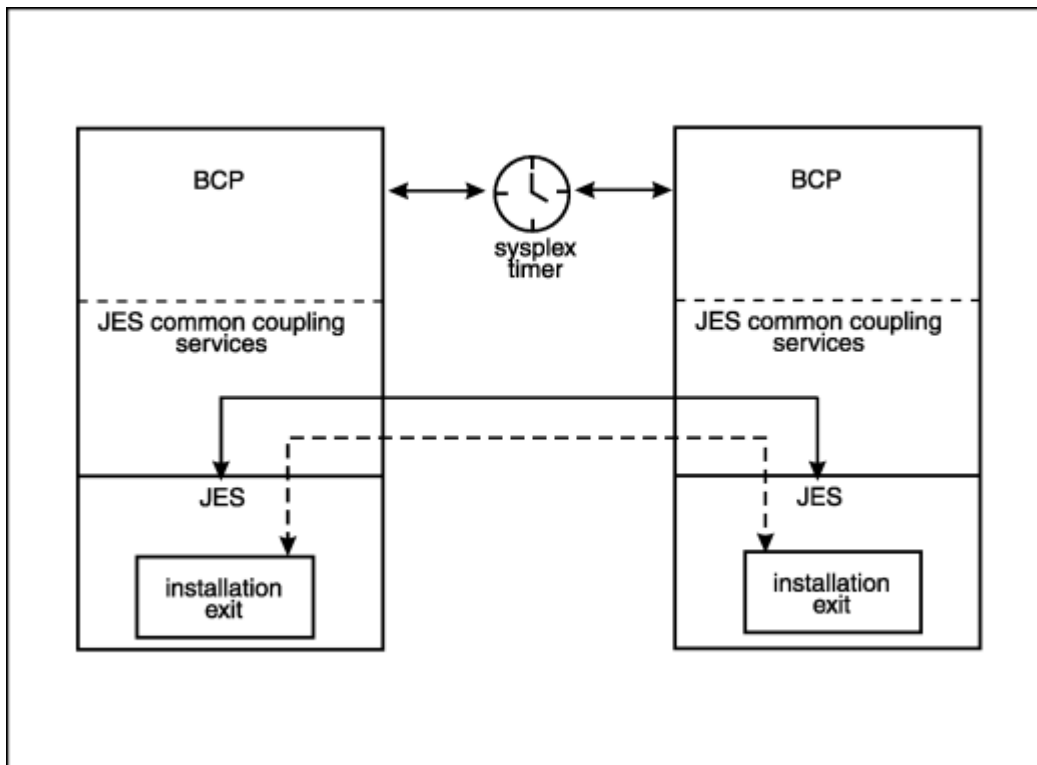 BCP
BCP
sysplex
timer
JES common coupling
services
JES common coupling
services
JES
JES
installation
exit
installation
exit